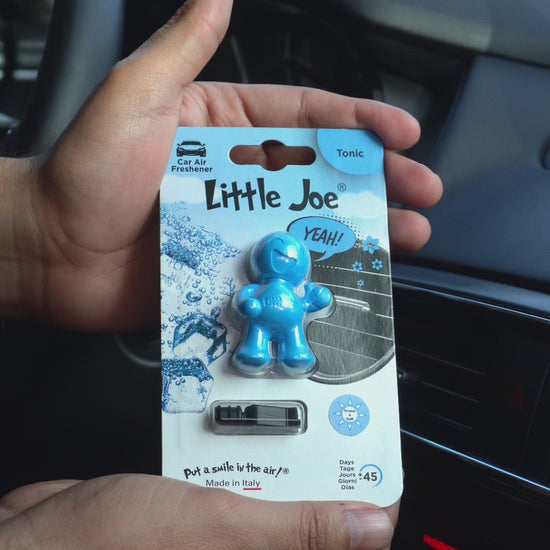 Car Air
Freshener
Tonic
Little Joe®
YEAH!
Put a smile in the air!®
Made in Italy
Days
Tage
Jours
Giorni
Días
±45